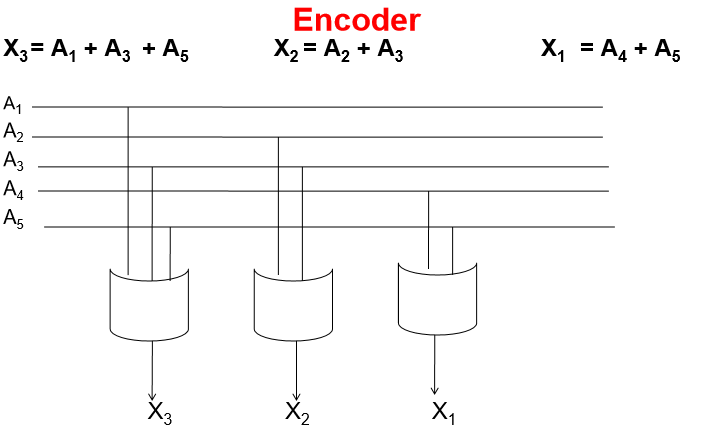 Encoder
X₃ = A₁ + A₃ + A₅
X₂ = A₂ + A₃
X₁ = A₄ + A₅
A₁
A₂
A₃
A₄
A₅
X₃
X₂
X₁